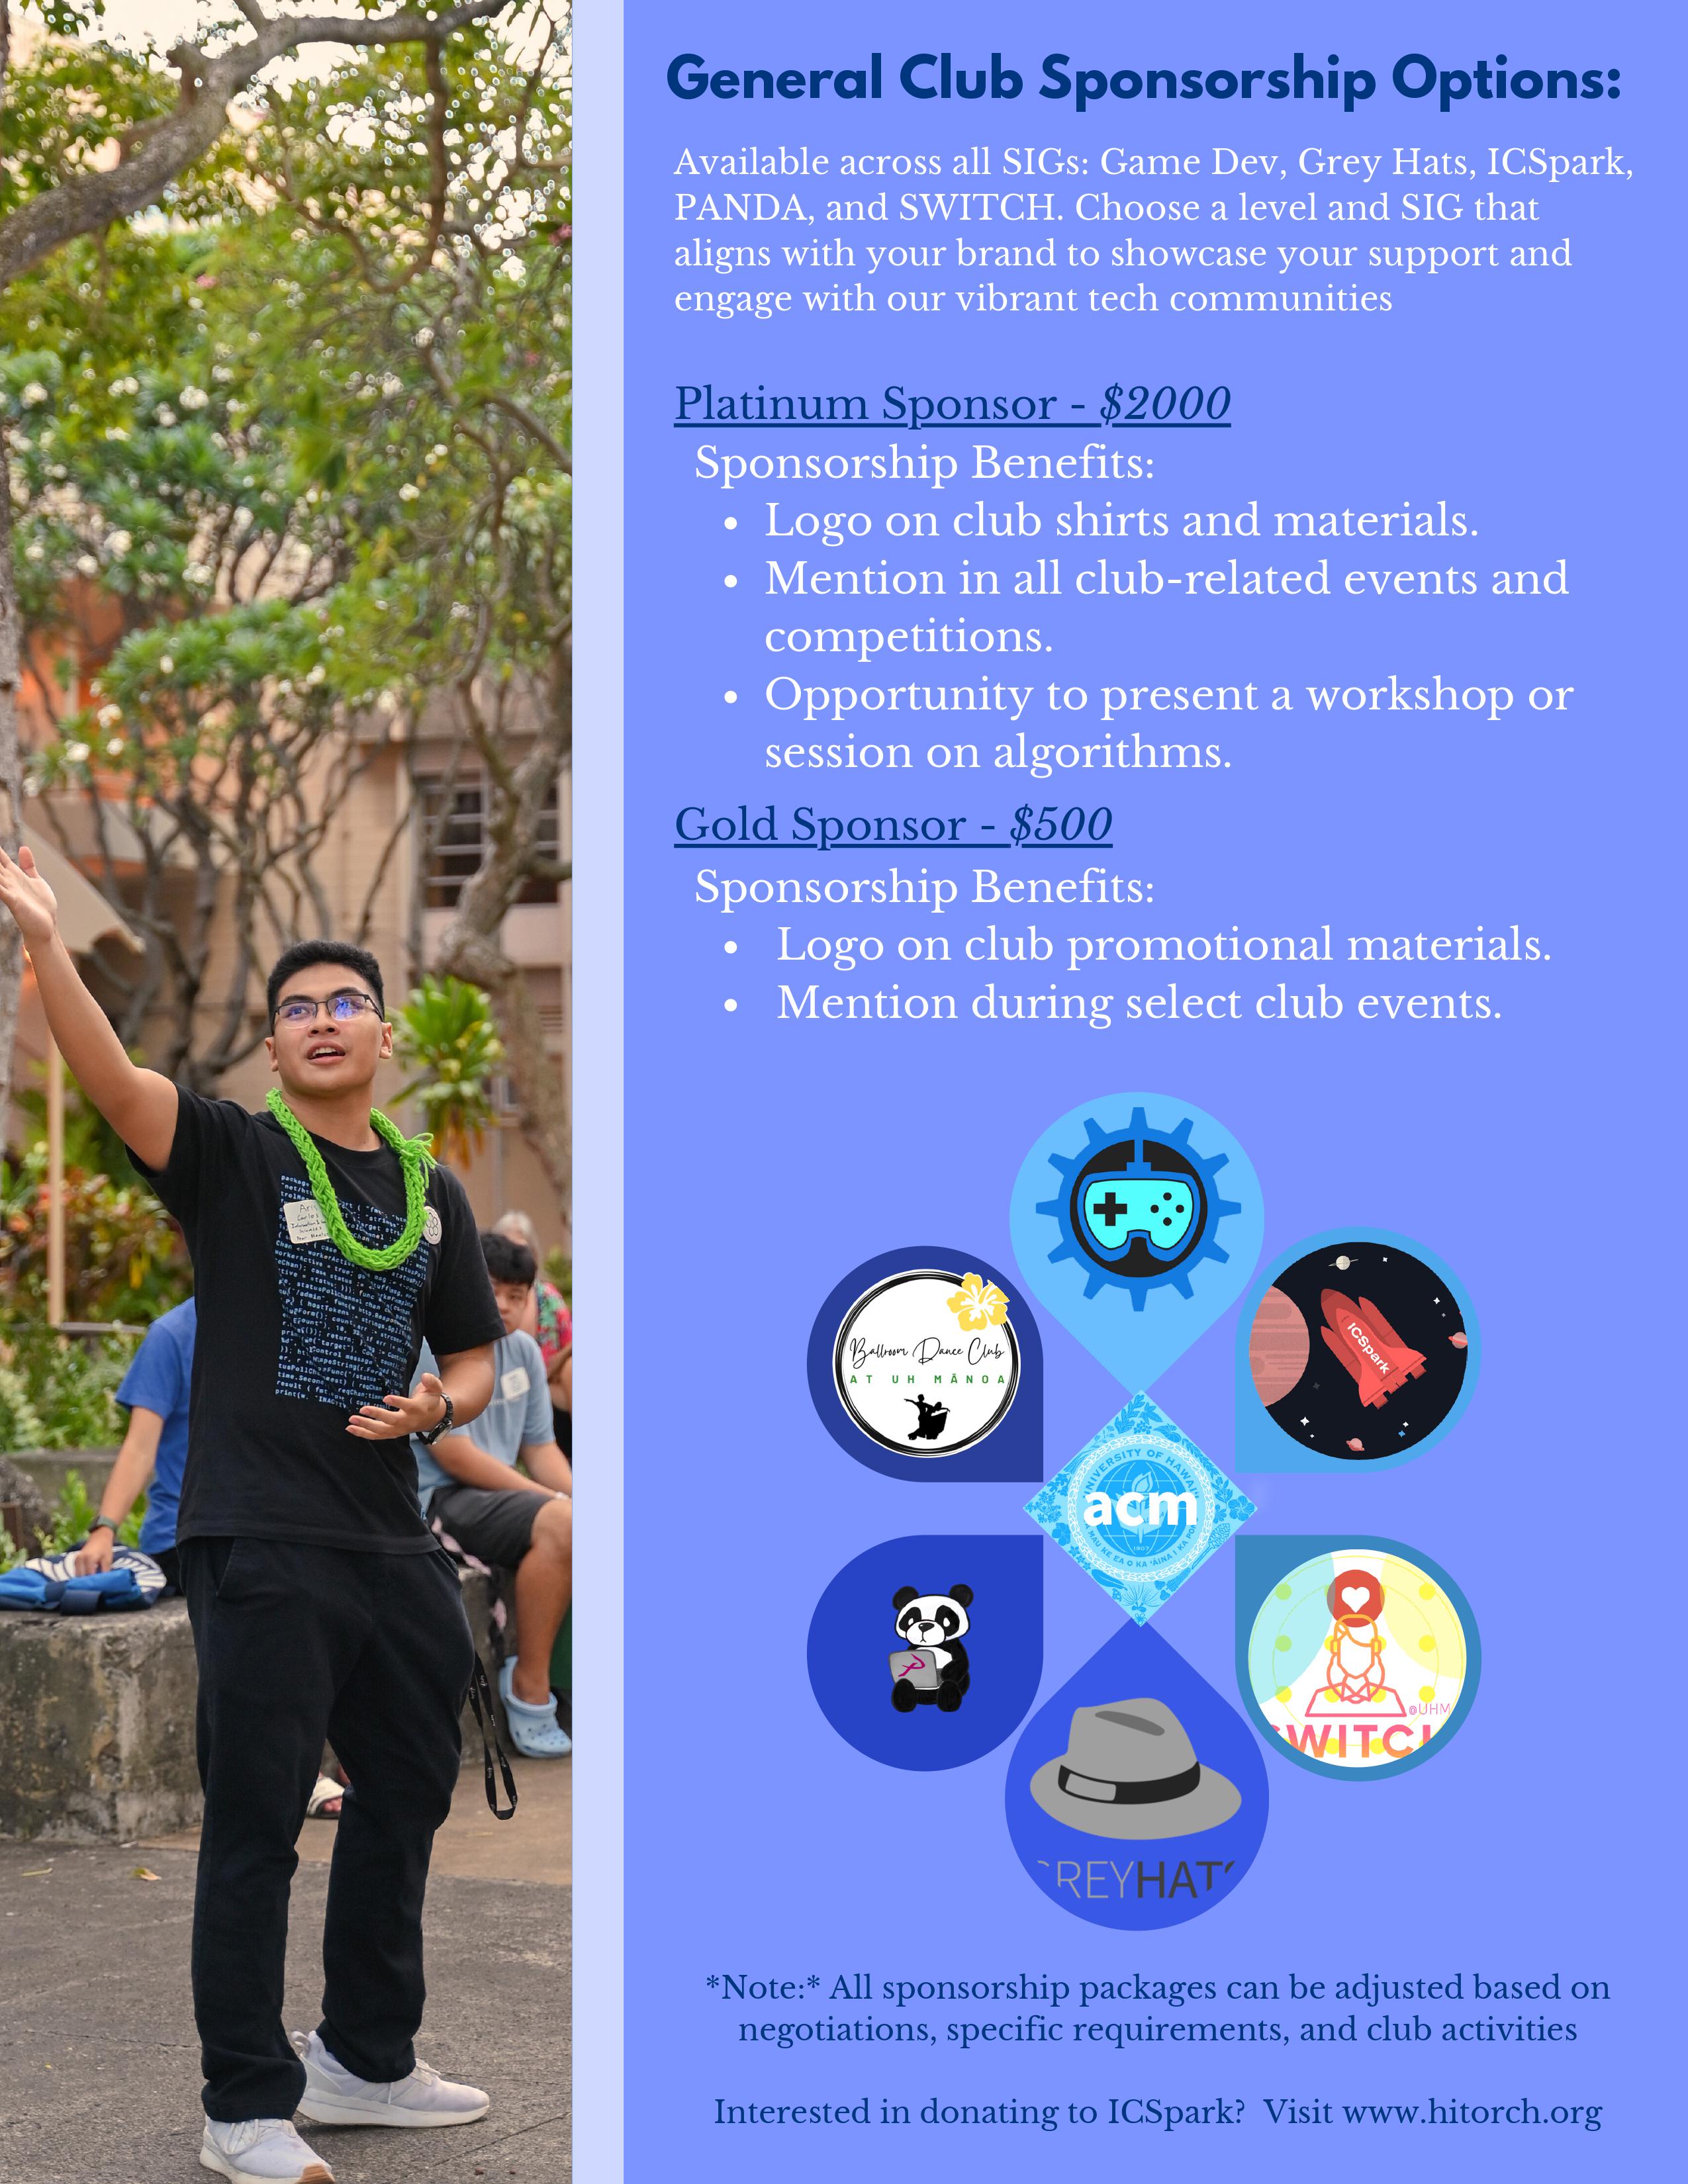 General Club Sponsorship Options:
Available across all SIGs: Game Dev, Grey Hats, ICSpark,
PANDA, and SWITCH. Choose a level and SIG that
aligns with your brand to showcase your support and
engage with our vibrant tech communities
Platinum Sponsor - $2000
Sponsorship Benefits:
• Logo on club shirts and materials.
• Mention in all club-related events and
competitions.
• Opportunity to present a workshop or
session on algorithms.
Gold Sponsor - $500
Sponsorship Benefits:
• Logo on club promotional materials.
• Mention during select club events.
Ballroom Dance Club
AT UH MĀNOA
ICSpark
UNIVERSITY OF HAWAI
acm
1907
@UHM
SWITCH
GREYHATS
*Note:* All sponsorship packages can be adjusted based on
negotiations, specific requirements, and club activities
Interested in donating to ICSpark? Visit www.hitorch.org